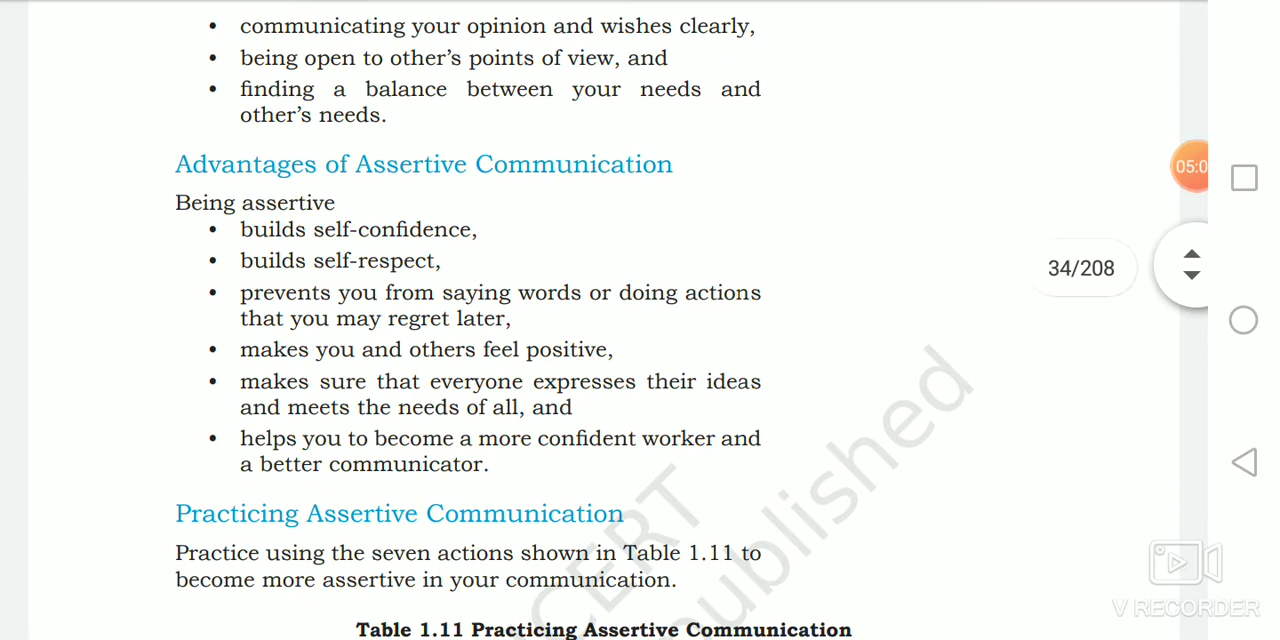 • communicating your opinion and wishes clearly,
• being open to other's points of view, and
• finding a balance between your needs and
other's needs.
Advantages of Assertive Communication
Being assertive
• builds self-confidence,
• builds self-respect,
• prevents you from saying words or doing actions
that you may regret later,
• makes you and others feel positive,
• makes sure that everyone expresses their ideas
and meets the needs of all, and
• helps you to become a more confident worker and
a better communicator.
Practicing Assertive Communication
Practice using the seven actions shown in Table 1.11 to
become more assertive in your communication.
Table 1.11 Practicing Assertive Communication
05:0
34/208
V RECORDER